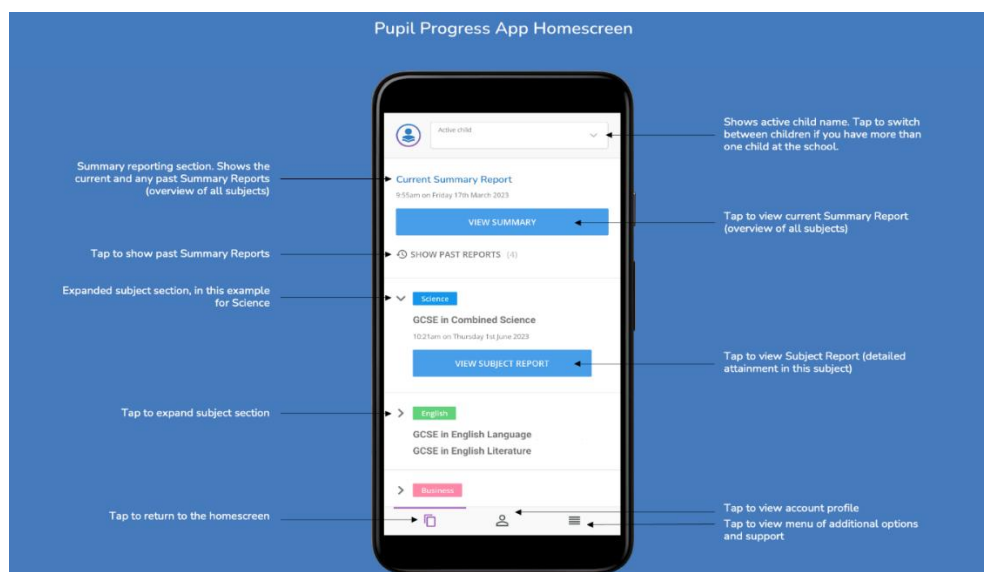 Pupil Progress App Homescreen
Active child
Shows active child name. Tap to switch
between children if you have more than
one child at the school.
Summary reporting section. Shows the
current and any past Summary Reports
(overview of all subjects)
Current Summary Report
9:55am on Friday 17th March 2023
VIEW SUMMARY
Tap to view current Summary Report
(overview of all subjects)
Tap to show past Summary Reports
SHOW PAST REPORTS (4)
Expanded subject section, in this example
for Science
Science
GCSE in Combined Science
10:21am on Thursday 1st June 2023
VIEW SUBJECT REPORT
Tap to view Subject Report (detailed
attainment in this subject)
Tap to expand subject section
English
GCSE in English Language
GCSE in English Literature
Business
Tap to return to the homescreen
Tap to view account profile
Tap to view menu of additional options
and support